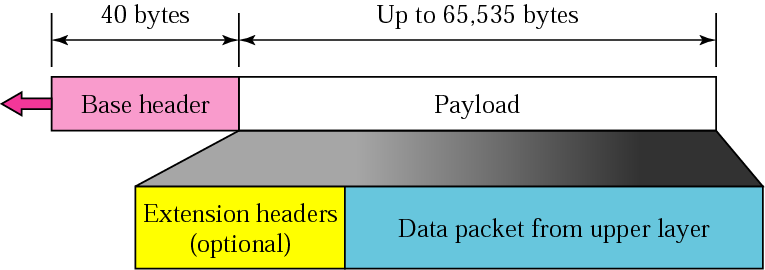 40 bytes
Up to 65,535 bytes
Base header
Payload
Extension headers
(optional)
Data packet from upper layer